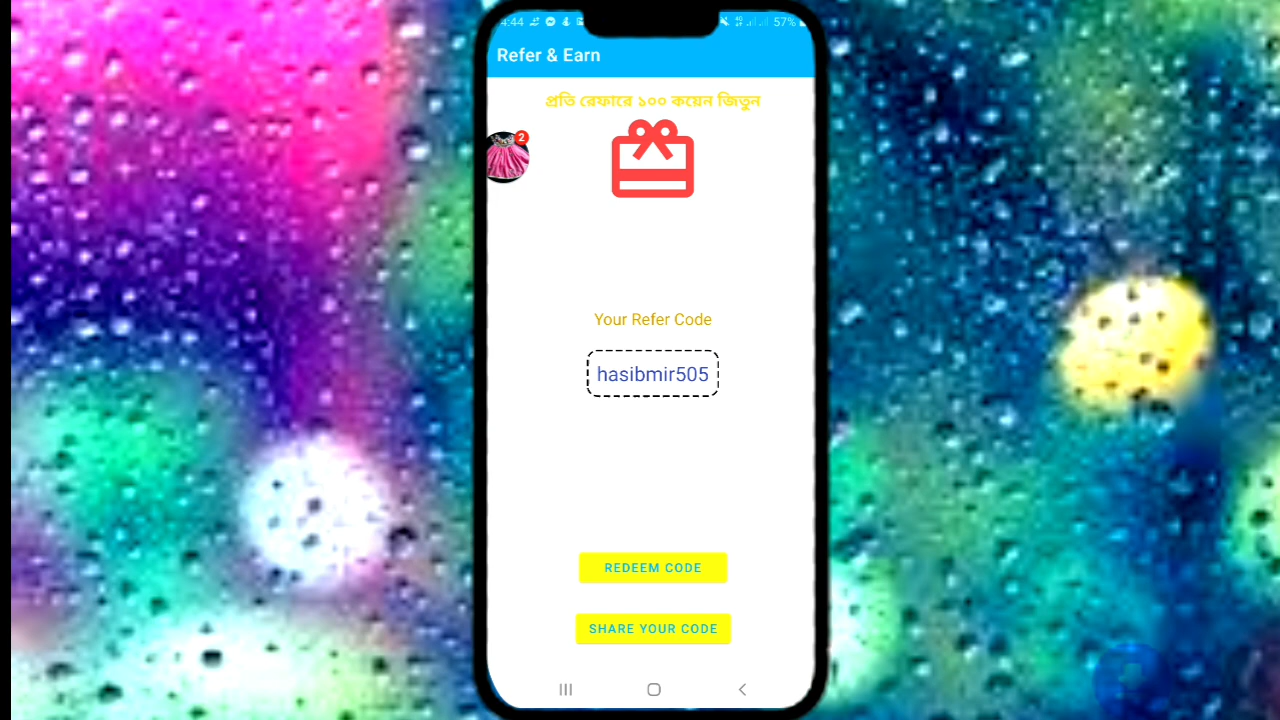 4:44
57%
Refer & Earn
প্রতি রেফারে ১০০ কয়েন জিতুন
2
Your Refer Code
hasibmir505
REDEEM CODE
SHARE YOUR CODE